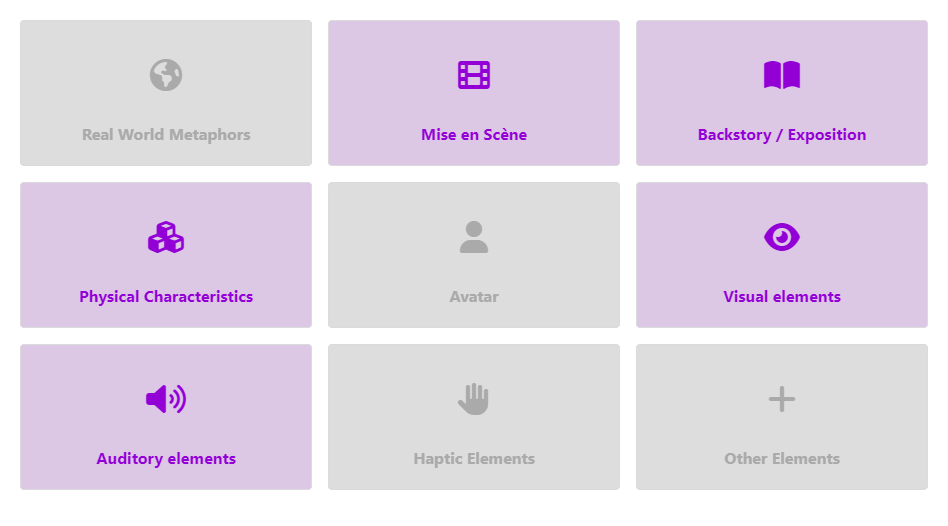 Real World Metaphors
Mise en Scène
Backstory / Exposition
Physical Characteristics
Avatar
Visual elements
Auditory elements
Haptic Elements
Other Elements